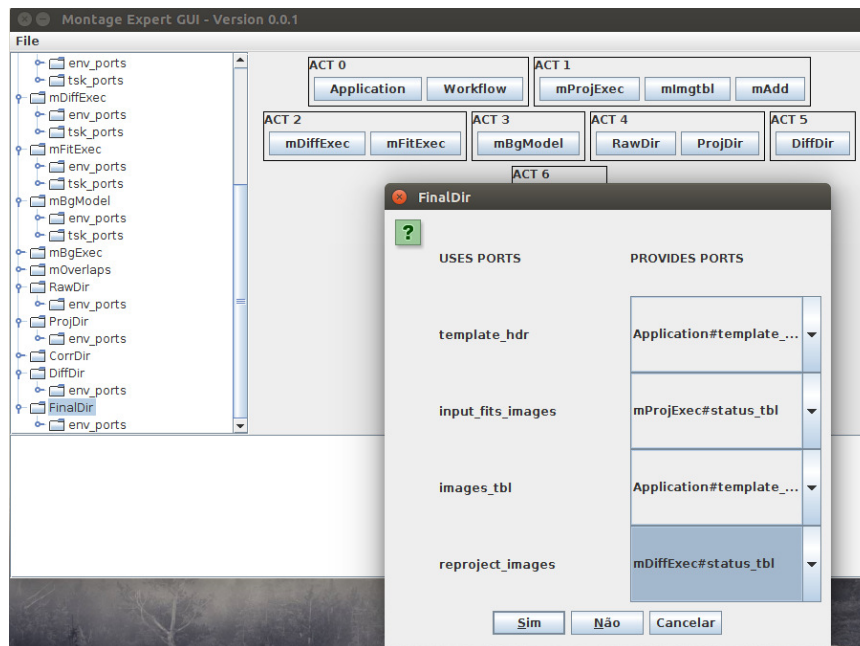 Montage Expert GUI - Version 0.0.1
File
env_ports
tsk_ports
mDiffExec
env_ports
tsk_ports
mFitExec
env_ports
tsk_ports
mBgModel
env_ports
tsk_ports
mBgExec
mOverlaps
RawDir
env_ports
ProjDir
env_ports
CorrDir
DiffDir
env_ports
FinalDir
env_ports
ACT 0
Application Workflow
ACT 1
mProjExec mImgtbl mAdd
ACT 2
mDiffExec mFitExec
ACT 3
mBgModel
ACT 4
RawDir ProjDir
ACT 5
DiffDir
ACT 6
FinalDir
?
USES PORTS PROVIDES PORTS
template_hdr Application#template_...
input_fits_images mProjExec#status_tbl
images_tbl Application#template_...
reproject_images mDiffExec#status_tbl
Sim Não Cancelar